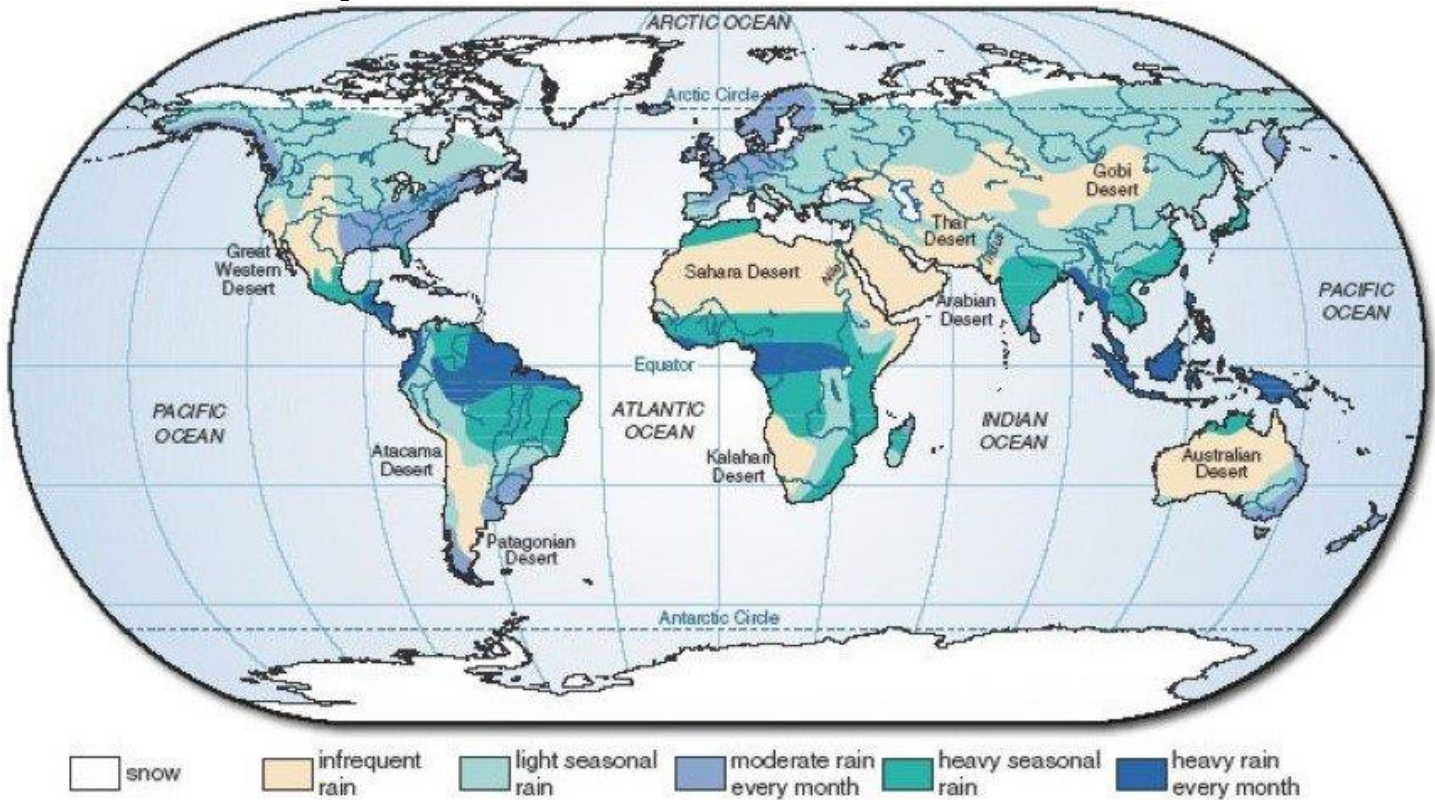 ARCTIC OCEAN
Arctic Circle
Gobi
Desert
Thar
Desert
Indus
Great
Western
Desert
Sahara Desert
Nile
Arabian
Desert
PACIFIC
OCEAN
Equator
PACIFIC
OCEAN
ATLANTIC
OCEAN
INDIAN
OCEAN
Atacama
Desert
Kalahari
Desert
Australian
Desert
Patagonian
Desert
Antarctic Circle
snow
infrequent
rain
light seasonal
rain
moderate rain
every month
heavy seasonal
rain
heavy rain
every month